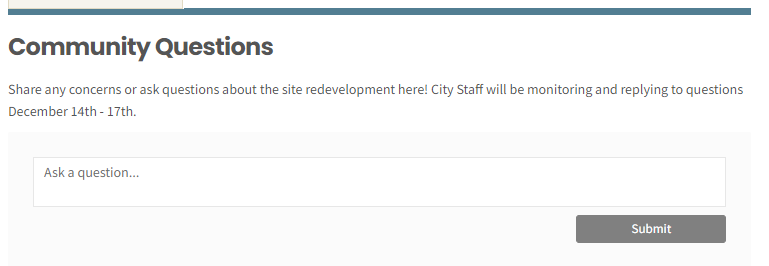 Community Questions
Share any concerns or ask questions about the site redevelopment here! City Staff will be monitoring and replying to questions
December 14th - 17th.
Ask a question...
Submit